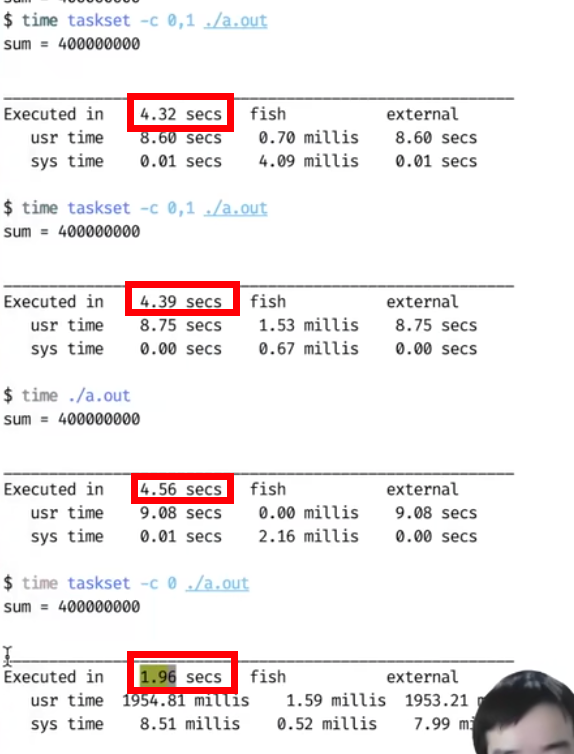 $ time taskset -c 0,1 ./a.out
sum = 400000000
Executed in 4.32 secs fish external
usr time 8.60 secs 0.70 millis 8.60 secs
sys time 0.01 secs 4.09 millis 0.01 secs
$ time taskset -c 0,1 ./a.out
sum = 400000000
Executed in 4.39 secs fish external
usr time 8.75 secs 1.53 millis 8.75 secs
sys time 0.00 secs 0.67 millis 0.00 secs
$ time ./a.out
sum = 400000000
Executed in 4.56 secs fish external
usr time 9.08 secs 0.00 millis 9.08 secs
sys time 0.01 secs 2.16 millis 0.00 secs
$ time taskset -c 0 ./a.out
sum = 400000000
Executed in 1.96 secs fish external
usr time 1954.81 millis 1.59 millis 1953.21
sys time 8.51 millis 0.52 millis 7.99